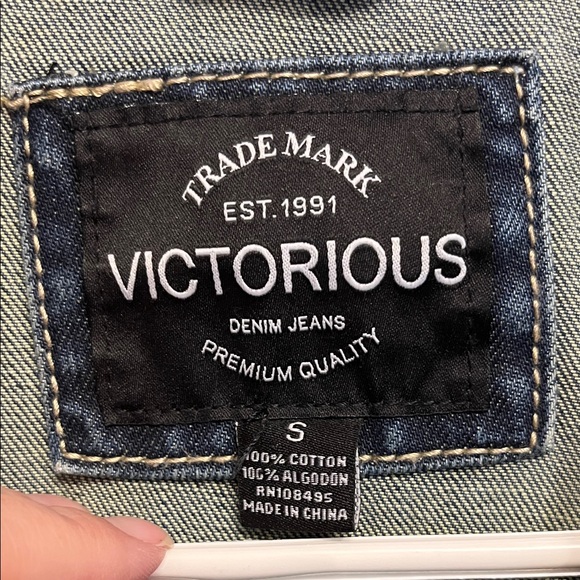 TRADE MARK
EST. 1991
VICTORIOUS
DENIM JEANS
PREMIUM QUALITY
S
100% COTTON
100% ALGODON
RN108495
MADE IN CHINA